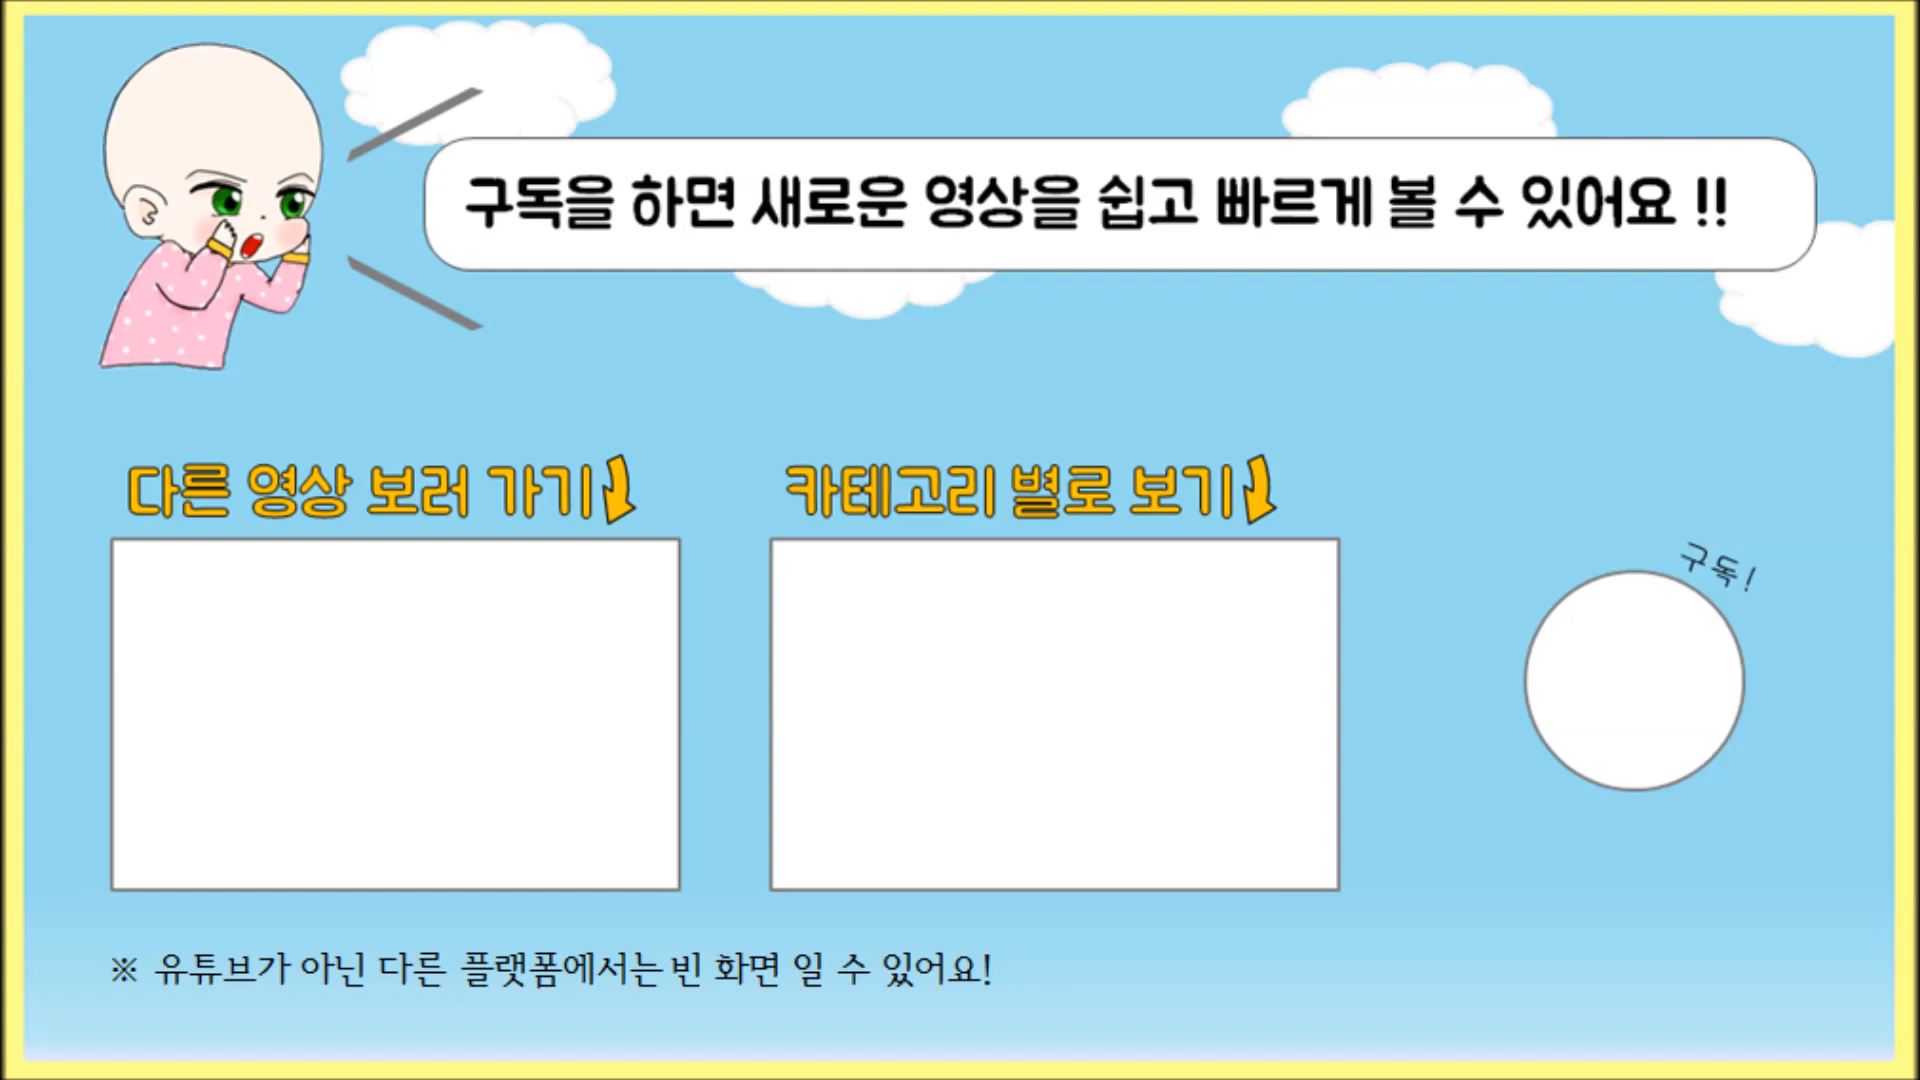 구독을 하면 새로운 영상을 쉽고 빠르게 볼 수 있어요 !!
다른 영상 보러 가기
카테고리 별로 보기
구독!
※ 유튜브가 아닌 다른 플랫폼에서는 빈 화면 일 수 있어요!